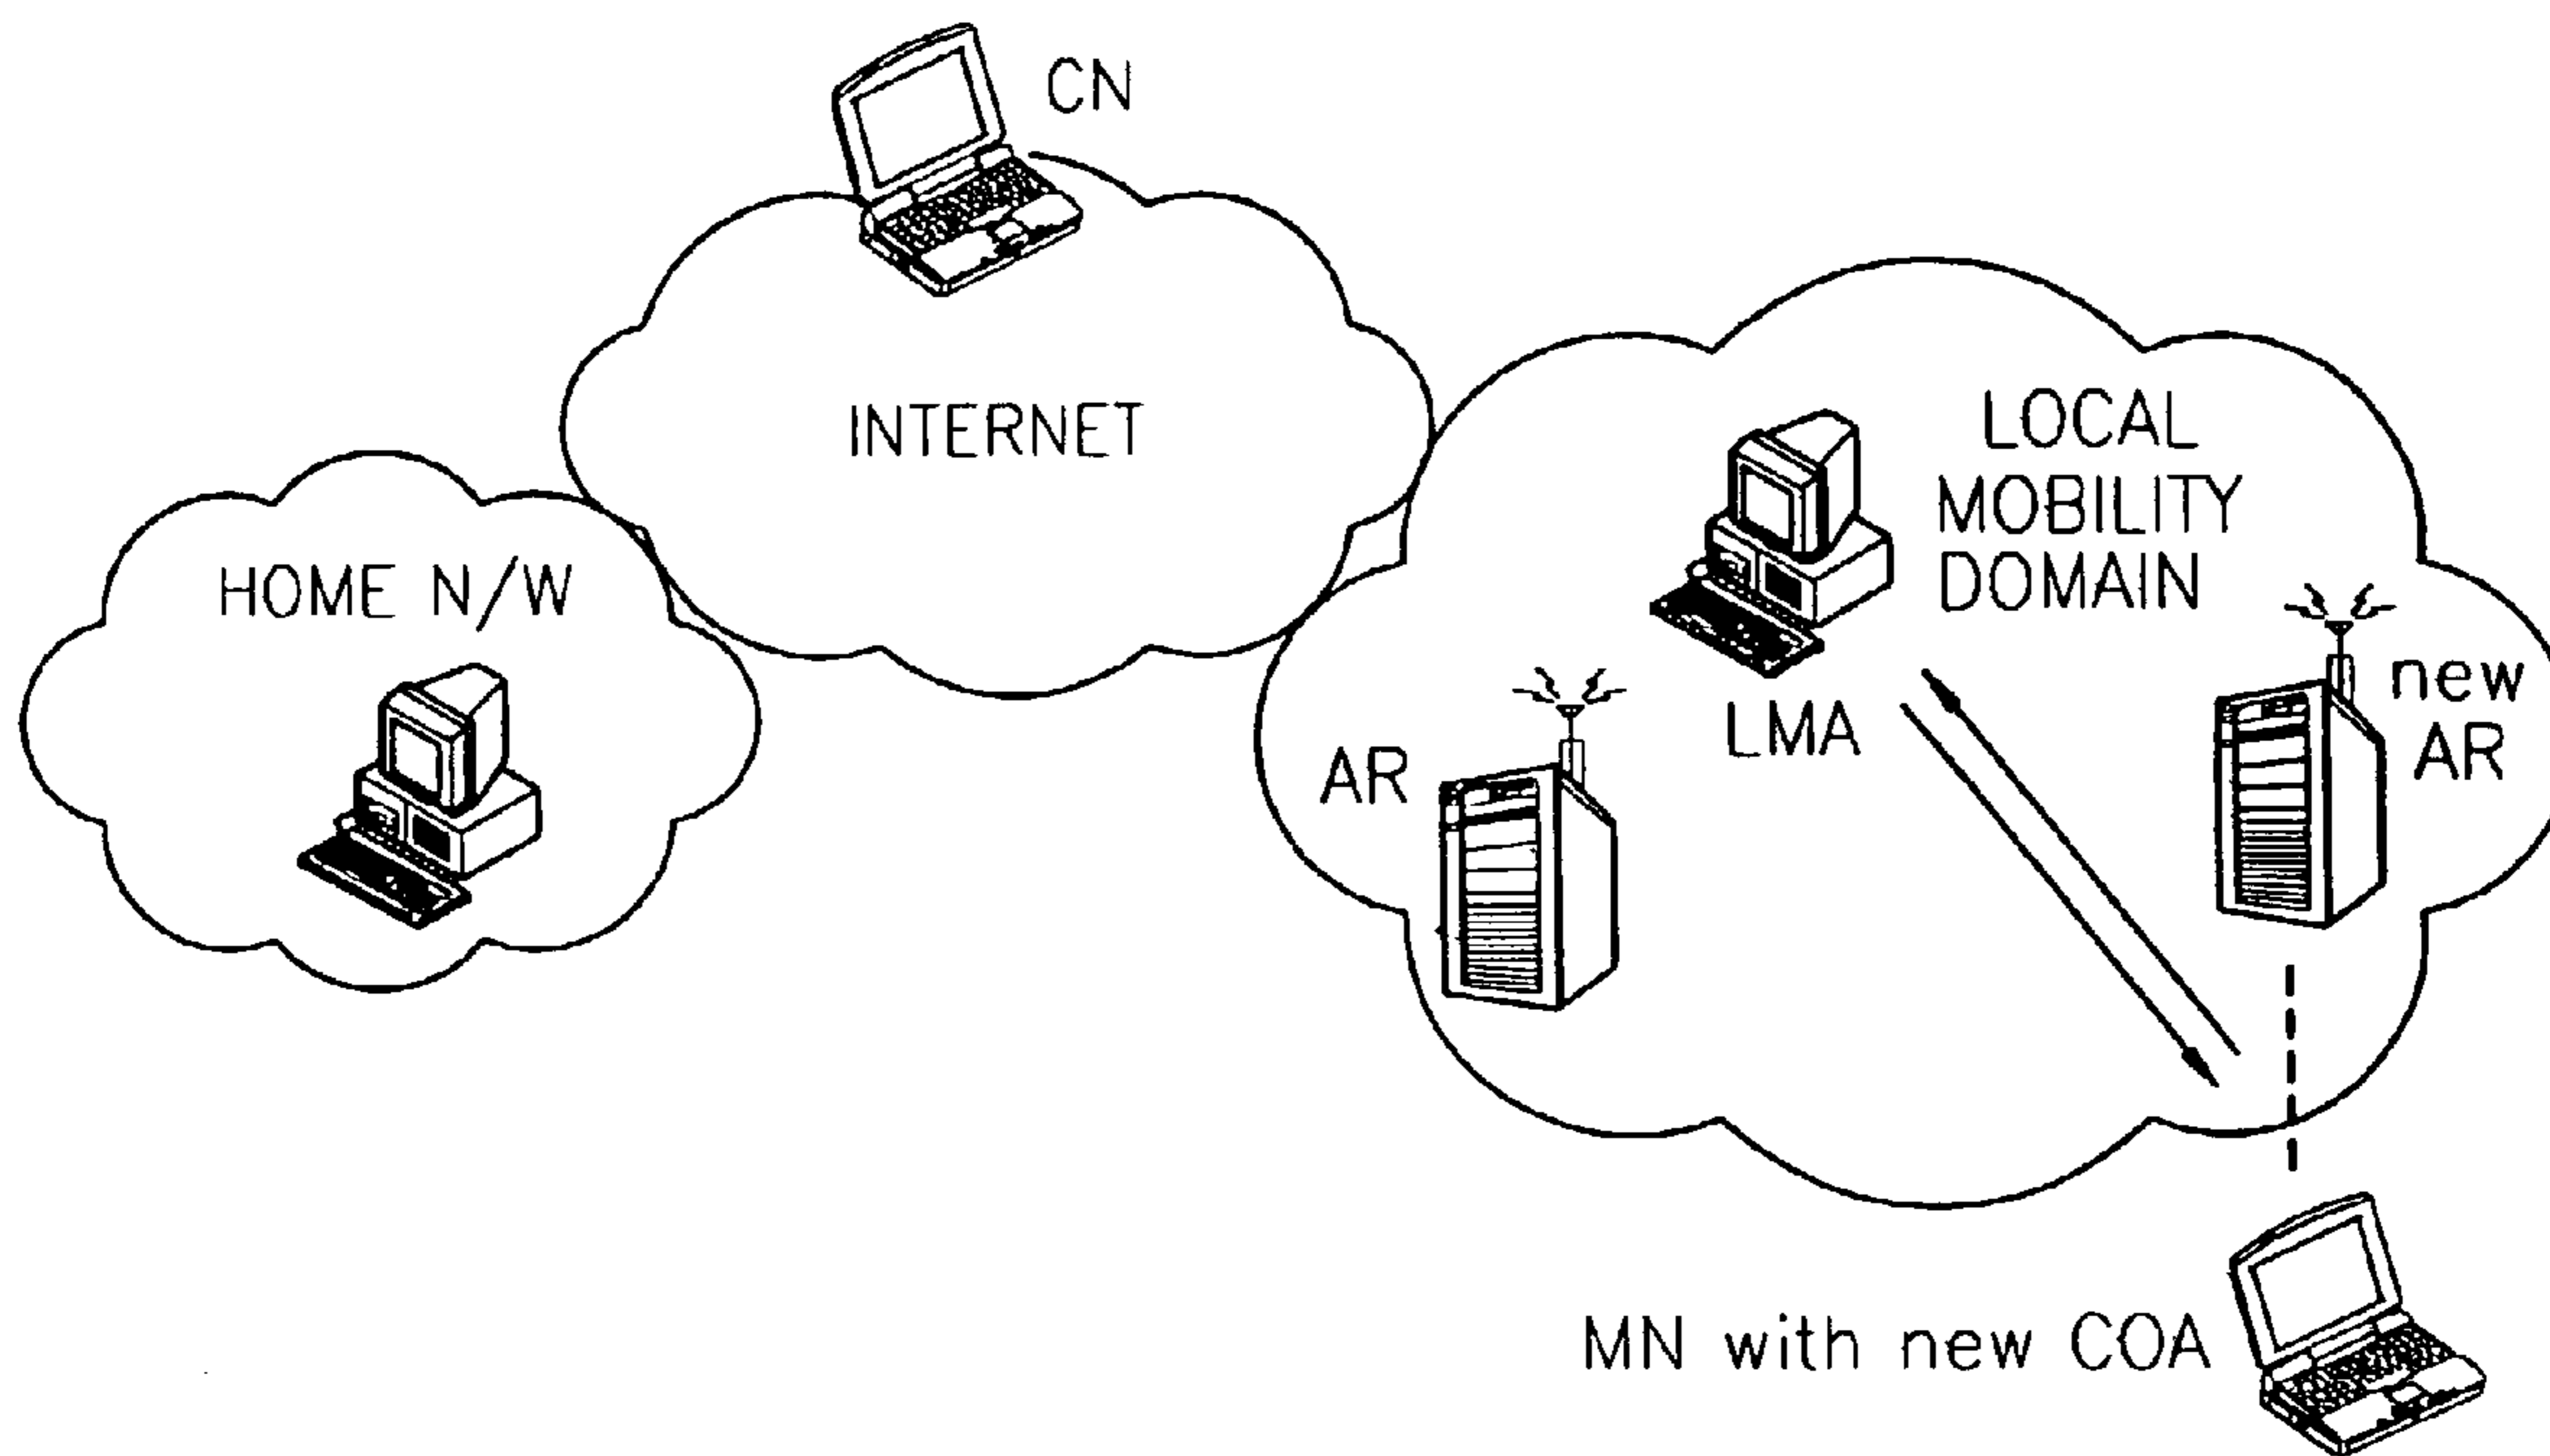 CN
INTERNET
HOME N/W
LOCAL
MOBILITY
DOMAIN
LMA
AR
new
AR
MN with new COA